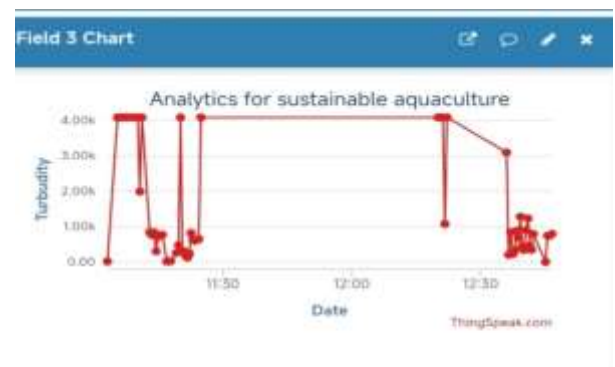 Field 3 Chart
Analytics for sustainable aquaculture
4.00k
3.00k
2.00k
1.00k
0.00
Turbudity
11:50
12:00
12:30
Date
ThingSpeak.com